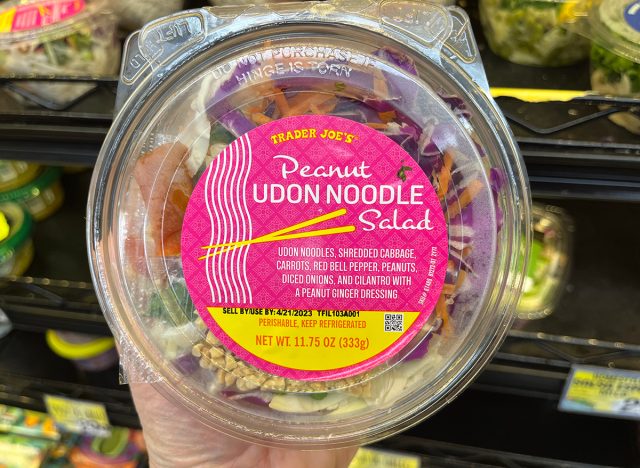 DO NOT PURCHASE IF
HINGE IS TORN
TRADER JOE'S
Peanut
UDON NOODLE
Salad
UDON NOODLES, SHREDDED CABBAGE,
CARROTS, RED BELL PEPPER, PEANUTS,
DICED ONIONS, AND CILANTRO WITH
A PEANUT GINGER DRESSING
SELL BY/USE BY: 4/21/2023 TFIL103A001
PERISHABLE, KEEP REFRIGERATED
NET WT. 11.75 OZ (333g)